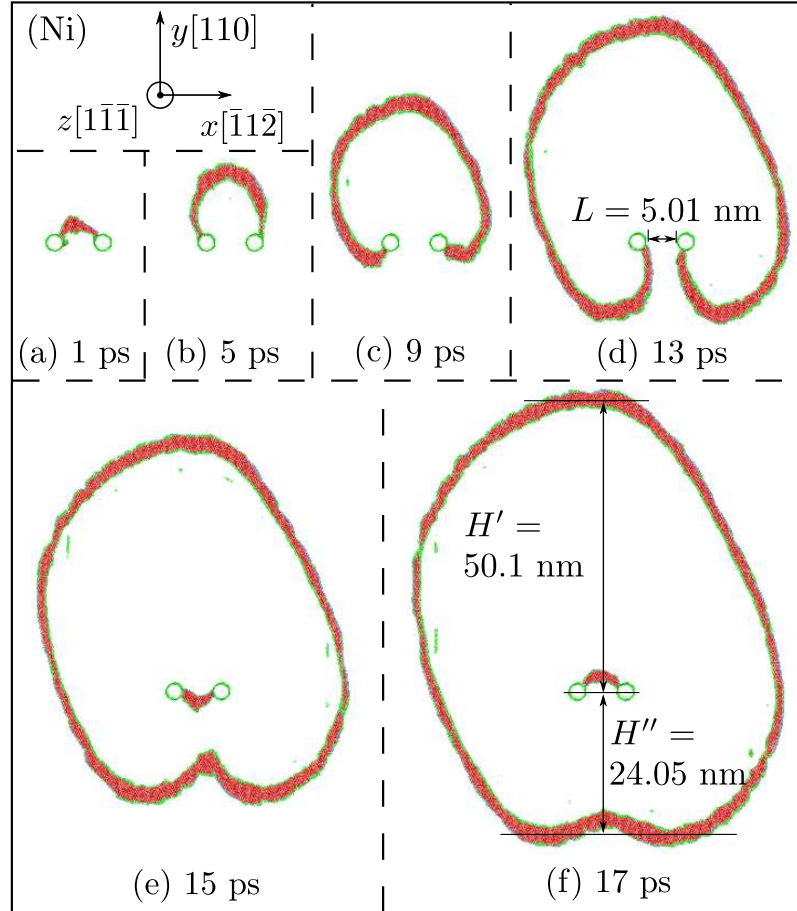 (Ni)
y[110]
z[11̄1̄]
x[1̄12̄]
L = 5.01 nm
(a) 1 ps
(b) 5 ps
(c) 9 ps
(d) 13 ps
H′ =
50.1 nm
H″ =
24.05 nm
(e) 15 ps
(f) 17 ps